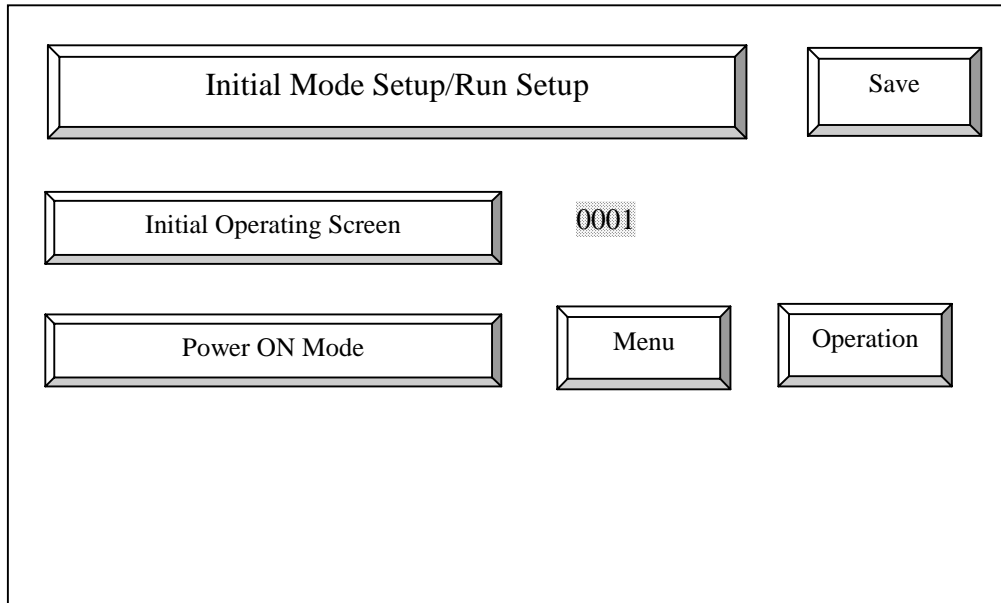 Initial Mode Setup/Run Setup
Save
Initial Operating Screen
0001
Power ON Mode
Menu
Operation